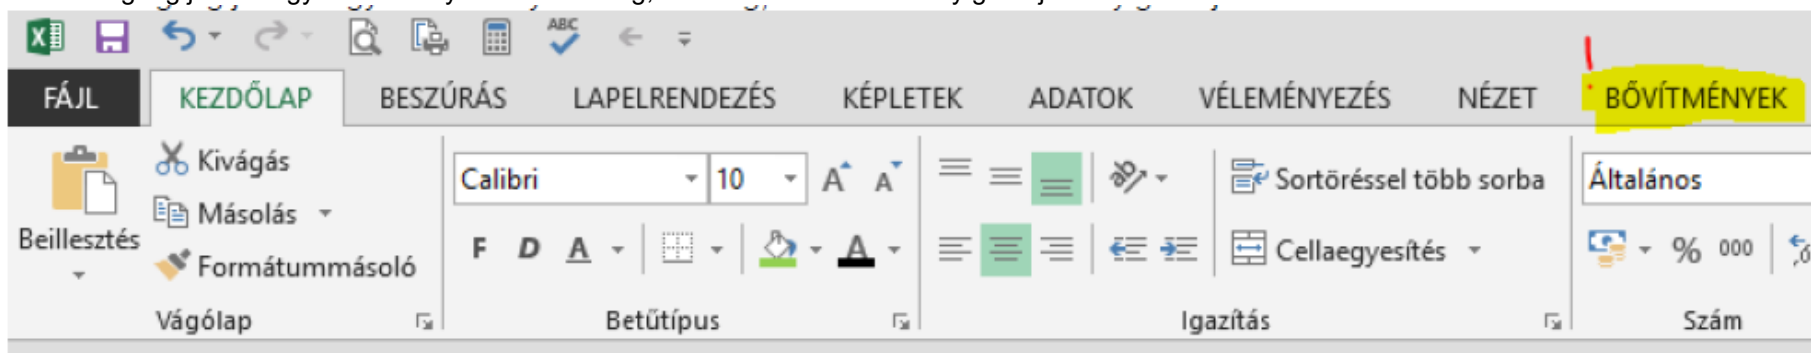 ABC
FÁJL KEZDŐLAP BESZÚRÁS LAPELRENDEZÉS KÉPLETEK ADATOK VÉLEMÉNYEZÉS NÉZET BŐVÍTMÉNYEK
Kivágás
Másolás
Formátummásoló
Beillesztés
Vágólap
Calibri 10 A A
F D A A
Betűtípus
Sortöréssel több sorba
Cellaegyesítés
Igazítás
Általános
% 000
Szám